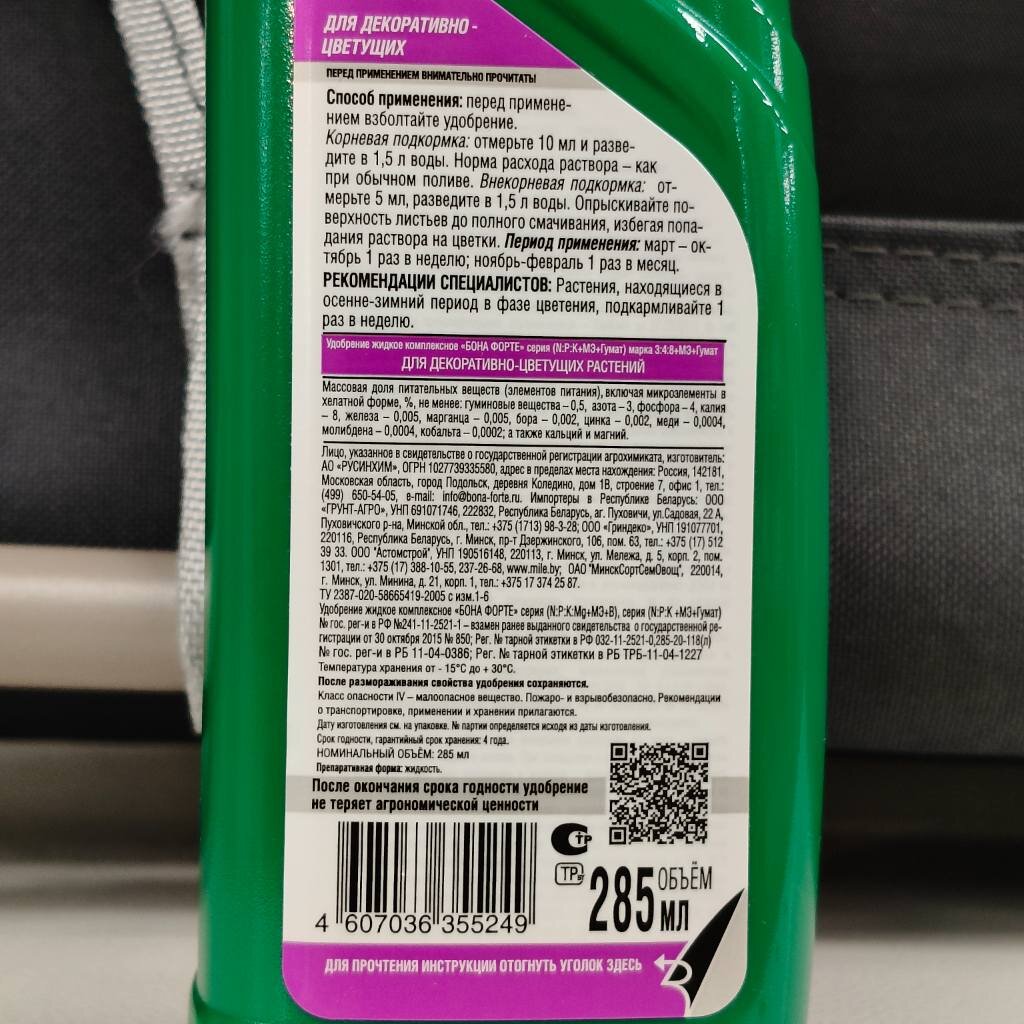 ДЛЯ ДЕКОРАТИВНО-
ЦВЕТУЩИХ
ПЕРЕД ПРИМЕНЕНИЕМ ВНИМАТЕЛЬНО ПРОЧИТАТЬ!
Способ применения: перед примене-
нием взболтайте удобрение.
Корневая подкормка: отмерьте 10 мл и разве-
дите в 1,5 л воды. Норма расхода раствора – как
при обычном поливе. Внекорневая подкормка: от-
мерьте 5 мл, разведите в 1,5 л воды. Опрыскивайте по-
верхность листьев до полного смачивания, избегая попа-
дания раствора на цветки. Период применения: март – ок-
тябрь 1 раз в неделю; ноябрь-февраль 1 раз в месяц.
РЕКОМЕНДАЦИИ СПЕЦИАЛИСТОВ: Растения, находящиеся в
осенне-зимний период в фазе цветения, подкармливайте 1
раз в неделю.
Удобрение жидкое комплексное «БОНА ФОРТЕ» серия (N:P:K+МЭ+Гумат) марка 3:4:8+МЭ+Гумат
ДЛЯ ДЕКОРАТИВНО-ЦВЕТУЩИХ РАСТЕНИЙ
Массовая доля питательных веществ (элементов питания), включая микроэлементы в
хелатной форме, %, не менее: гуминовые вещества – 0,5, азота – 3, фосфора – 4, калия
– 8, железа – 0,005, марганца – 0,005, бора – 0,002, цинка – 0,002, меди – 0,0004,
молибдена – 0,0004, кобальта – 0,0002; а также кальций и магний.
Лицо, указанное в свидетельстве о государственной регистрации агрохимиката, изготовитель:
АО «РУСИНХИМ», ОГРН 1027739335580, адрес в пределах места нахождения: Россия, 142181,
Московская область, город Подольск, деревня Коледино, дом 1В, строение 7, офис 1, тел.:
(499) 650-54-05, e-mail: info@bona-forte.ru. Импортеры в Республике Беларусь: ООО
«ГРУНТ-АГРО», УНП 691071746, 222832, Республика Беларусь, аг. Пуховичи, ул.Садовая, 22 А,
Пуховичского р-на, Минской обл., тел.: +375 (1713) 98-3-28; ООО «Гриндеко», УНП 191077701,
220116, Республика Беларусь, г. Минск, пр-т Дзержинского, 106, пом. 63, тел.: +375 (17) 512
39 33. ООО "Астомстрой", УНП 190516148, 220113, г. Минск, ул. Мележа, д. 5, корп. 2, пом.
1301, тел.: +375 (17) 388-10-55, 237-26-68, www.mile.by; ОАО "МинскСортСемОвощ", 220014,
г. Минск, ул. Минина, д. 21, корп. 1, тел.: +375 17 374 25 87.
ТУ 2387-020-58665419-2005 с изм.1-6
Удобрение жидкое комплексное «БОНА ФОРТЕ» серия (N:P:K:Mg+МЭ+В), серия (N:P:K +МЭ+Гумат)
№ гос. рег-и в РФ №241-11-2521-1 – взамен ранее выданного свидетельства о государственной ре-
гистрации от 30 октября 2015 № 850; Рег. № тарной этикетки в РФ 032-11-2521-0,285-20-118(л)
№ гос. рег-и в РБ 11-04-0386; Рег. № тарной этикетки в РБ ТРБ-11-04-1227
Температура хранения от - 15°С до + 30°С.
После размораживания свойства удобрения сохраняются.
Класс опасности IV – малоопасное вещество. Пожаро- и взрывобезопасно. Рекомендации
о транспортировке, применении и хранении прилагаются.
Дату изготовления см. на упаковке. № партии определяется исходя из даты изготовления.
Срок годности, гарантийный срок хранения: 4 года.
НОМИНАЛЬНЫЙ ОБЪЁМ: 285 мл
Препаративная форма: жидкость.
После окончания срока годности удобрение
не теряет агрономической ценности
ТР
ТР
285 ОБЪЁМ
МЛ
4 607036 355249
ДЛЯ ПРОЧТЕНИЯ ИНСТРУКЦИИ ОТОГНУТЬ УГОЛОК ЗДЕСЬ